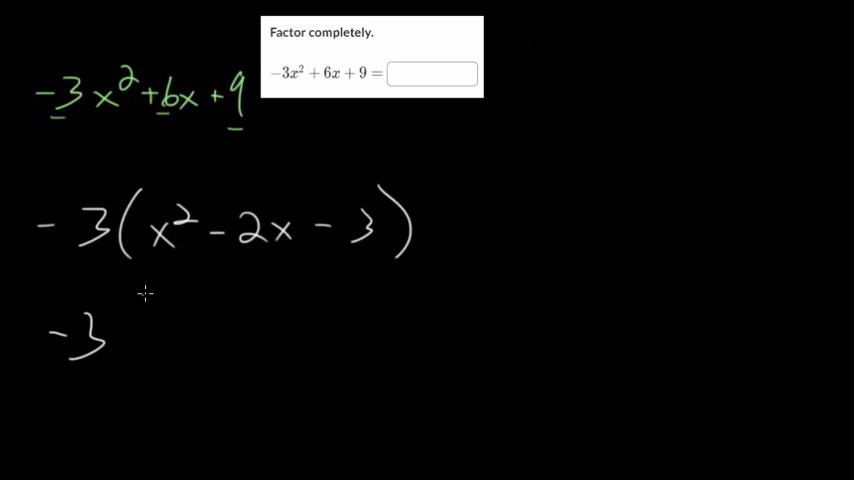 Factor completely.
-3x² + 6x + 9 =
-3x² + 6x + 9
-3(x² - 2x - 3)
-3